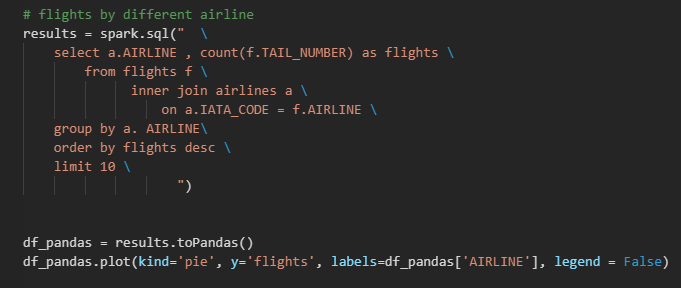 # flights by different airline
results = spark.sql("  \
    select a.AIRLINE , count(f.TAIL_NUMBER) as flights \
        from flights f \
              inner join airlines a \
                  on a.IATA_CODE = f.AIRLINE \
    group by a. AIRLINE\
    order by flights desc \
    limit 10 \
                    ")
df_pandas = results.toPandas()
df_pandas.plot(kind='pie', y='flights', labels=df_pandas['AIRLINE'], legend = False)